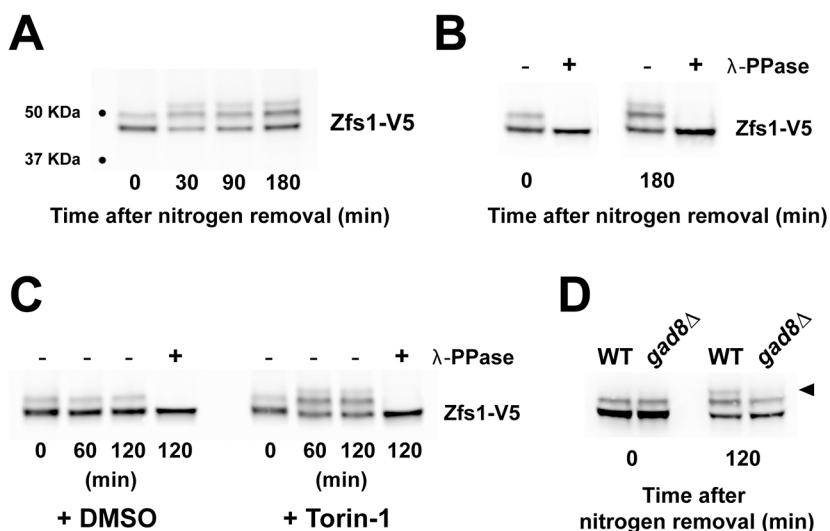 A
50 KDa
37 KDa
Zfs1-V5
0 30 90 180
Time after nitrogen removal (min)
B
- + λ-PPase
- +
Zfs1-V5
0 180
Time after nitrogen removal (min)
C
- - - + - - - + λ-PPase
Zfs1-V5
0 60 120 120 0 60 120 120
(min) (min)
+ DMSO + Torin-1
D
WT gad8Δ WT gad8Δ
0 120
Time after
nitrogen removal (min)